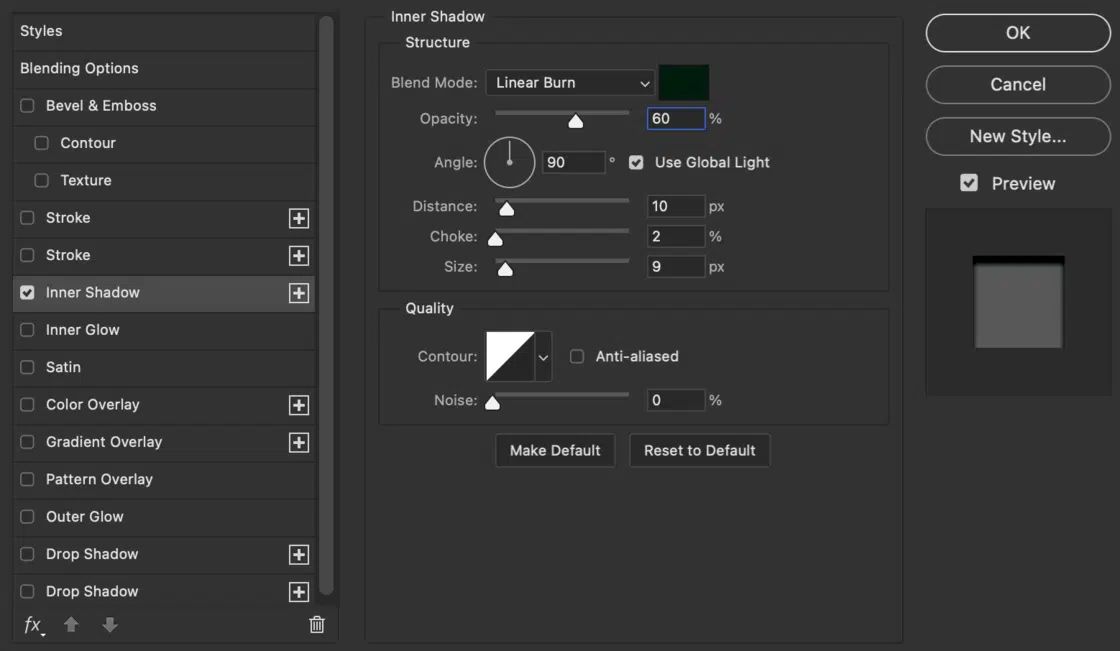 Styles
Blending Options
Bevel & Emboss
Contour
Texture
Stroke
Stroke
Inner Shadow
Inner Glow
Satin
Color Overlay
Gradient Overlay
Pattern Overlay
Outer Glow
Drop Shadow
Drop Shadow
fx
Inner Shadow
Structure
Blend Mode: Linear Burn
Opacity: 60 %
Angle: 90 ° Use Global Light
Distance: 10 px
Choke: 2 %
Size: 9 px
Quality
Contour: Anti-aliased
Noise: 0 %
Make Default Reset to Default
OK
Cancel
New Style...
Preview